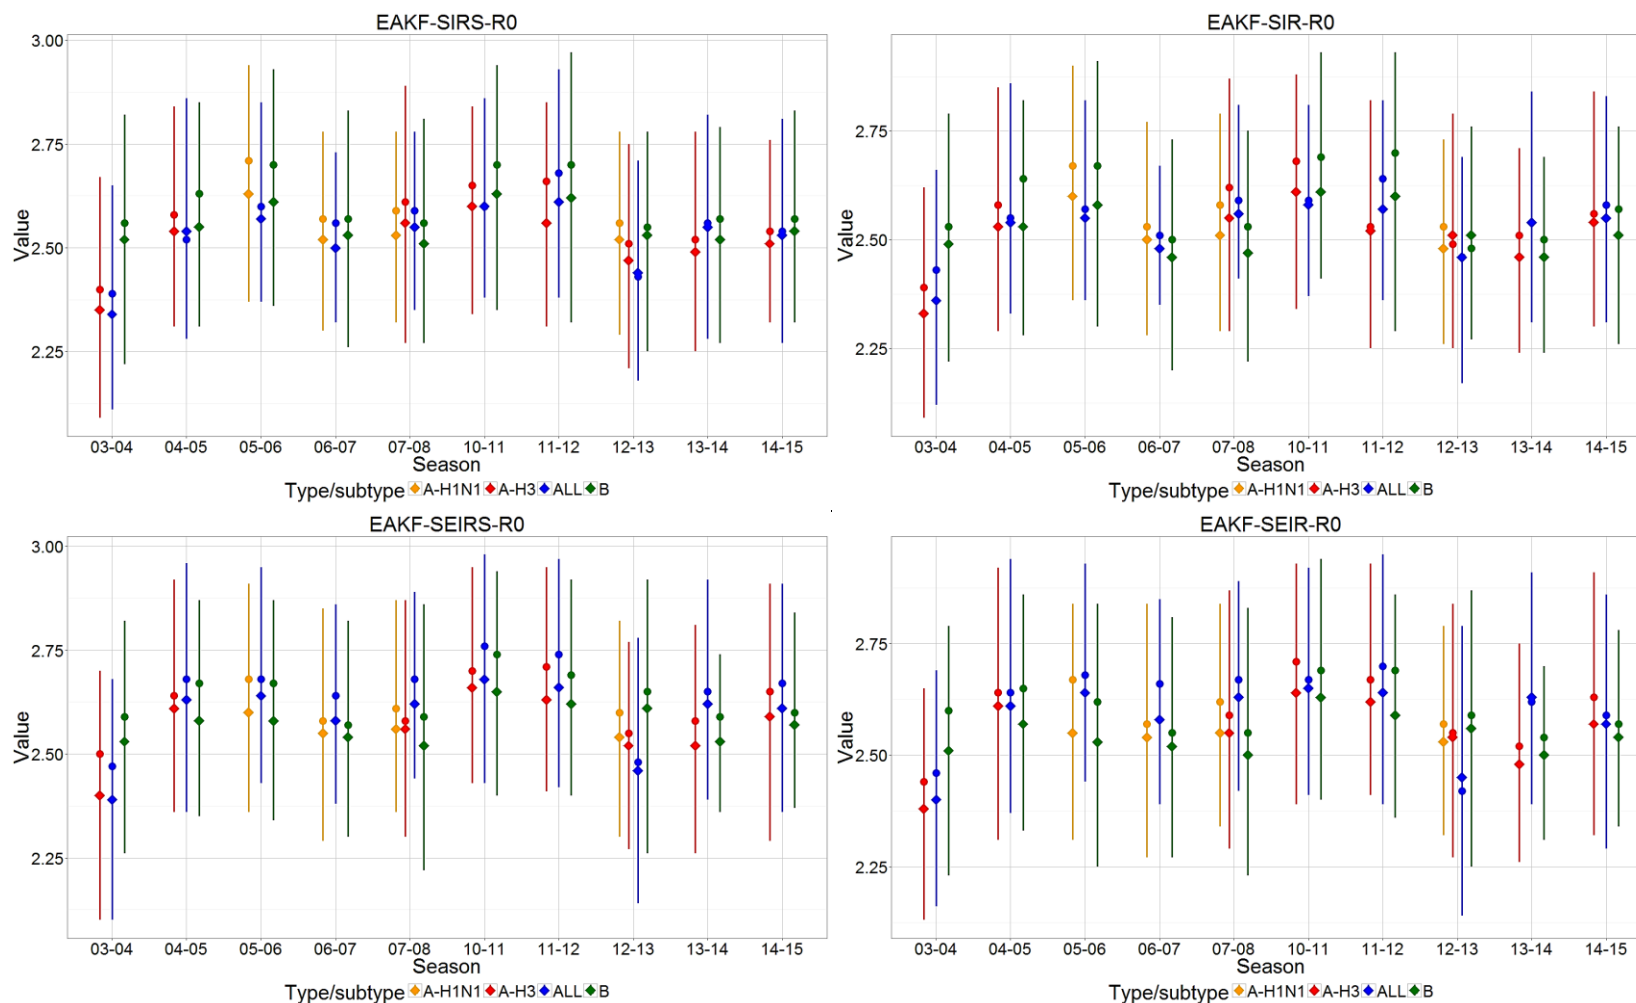 EAKF-SIRS-R0
3.00
2.75
2.50
2.25
Value
03-04 04-05 05-06 06-07 07-08 10-11 11-12 12-13 13-14 14-15
Season
Type/subtype A-H1N1 A-H3 ALL B
EAKF-SIR-R0
2.75
2.50
2.25
Value
03-04 04-05 05-06 06-07 07-08 10-11 11-12 12-13 13-14 14-15
Season
Type/subtype A-H1N1 A-H3 ALL B
EAKF-SEIRS-R0
3.00
2.75
2.50
2.25
Value
03-04 04-05 05-06 06-07 07-08 10-11 11-12 12-13 13-14 14-15
Season
Type/subtype A-H1N1 A-H3 ALL B
EAKF-SEIR-R0
2.75
2.50
2.25
Value
03-04 04-05 05-06 06-07 07-08 10-11 11-12 12-13 13-14 14-15
Season
Type/subtype A-H1N1 A-H3 ALL B